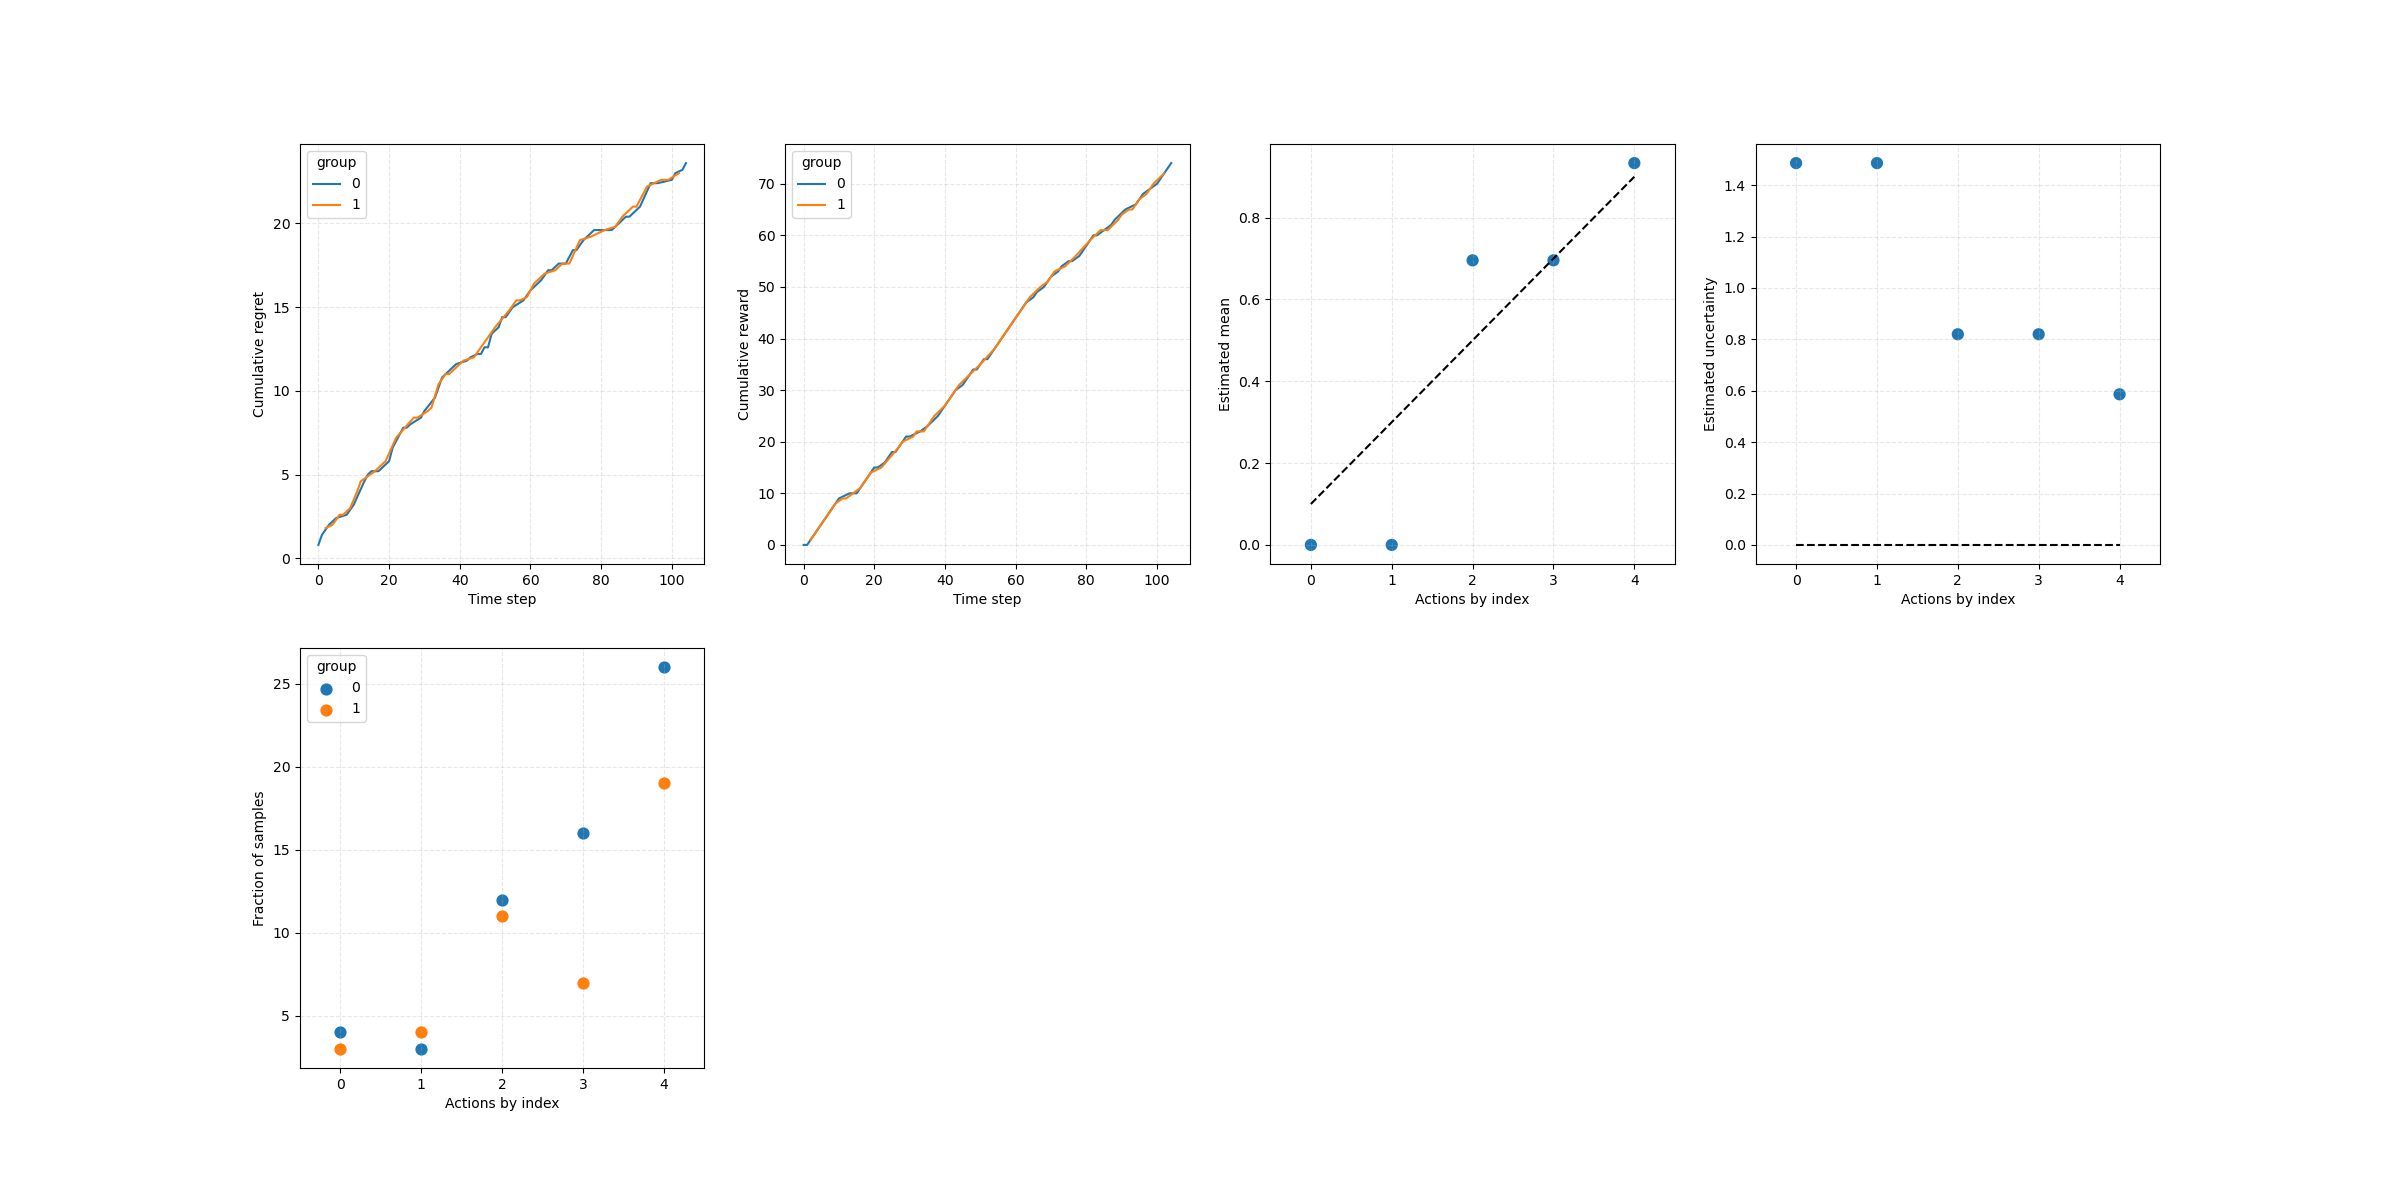 group
0
1
20
15
10
5
0
Cumulative regret
0 20 40 60 80 100
Time step
group
0
1
70
60
50
40
30
20
10
0
Cumulative reward
0 20 40 60 80 100
Time step
0.8
0.6
0.4
0.2
0.0
Estimated mean
0 1 2 3 4
Actions by index
1.4
1.2
1.0
0.8
0.6
0.4
0.2
0.0
Estimated uncertainty
0 1 2 3 4
Actions by index
group
0
1
25
20
15
10
5
Fraction of samples
0 1 2 3 4
Actions by index